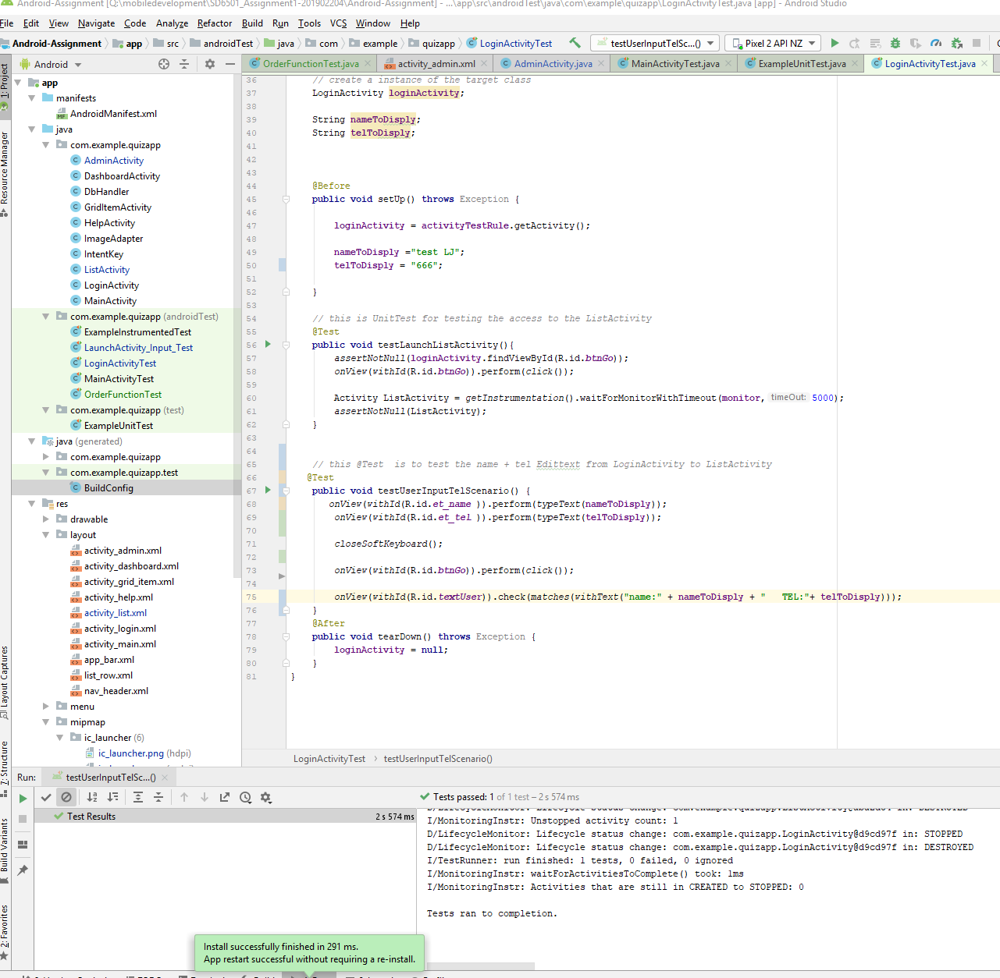 Android-Assignment [Q:\mobiledevelopment\SD6501_Assignment1-201902204\Android-Assignment] - ...\app\src\androidTest\java\com\example\quizapp\LoginActivityTest.java [app] - Android Studio
File Edit View Navigate Code Analyze Refactor Build Run Tools VCS Window Help
Android-Assignment app src androidTest java com example quizapp LoginActivityTest testUserInputTelSc...() Pixel 2 API NZ
Android
OrderFunctionTest.java activity_admin.xml AdminActivity.java MainActivityTest.java ExampleUnitTest.java LoginActivityTest.java
1: Project
Resource Manager
Layout Captures
7: Structure
Build Variants
2: Favorites
app
manifests
AndroidManifest.xml
java
com.example.quizapp
AdminActivity
DashboardActivity
DbHandler
GridItemActivity
HelpActivity
ImageAdapter
IntentKey
ListActivity
LoginActivity
MainActivity
com.example.quizapp (androidTest)
ExampleInstrumentedTest
LaunchActivity_Input_Test
LoginActivityTest
MainActivityTest
OrderFunctionTest
com.example.quizapp (test)
ExampleUnitTest
java (generated)
com.example.quizapp
com.example.quizapp.test
BuildConfig
res
drawable
layout
activity_admin.xml
activity_dashboard.xml
activity_grid_item.xml
activity_help.xml
activity_list.xml
activity_login.xml
activity_main.xml
app_bar.xml
list_row.xml
nav_header.xml
menu
mipmap
ic_launcher (6)
ic_launcher.png (hdpi)
36 // create a instance of the target class
37 LoginActivity loginActivity;
38
39 String nameToDisply;
40 String telToDisply;
41
42
43
44 @Before
45 public void setUp() throws Exception {
46
47 loginActivity = activityTestRule.getActivity();
48
49 nameToDisply ="test LJ";
50 telToDisply = "666";
51
52 }
53
54 // this is UnitTest for testing the access to the ListActivity
55 @Test
56 public void testLaunchListActivity(){
57 assertNotNull(loginActivity.findViewById(R.id.btnGo));
58 onView(withId(R.id.btnGo)).perform(click());
59
60 Activity ListActivity = getInstrumentation().waitForMonitorWithTimeout(monitor, timeOut: 5000);
61 assertNotNull(ListActivity);
62 }
63
64
65 // this @Test  is to test the name + tel Edittext from LoginActivity to ListActivity
66 @Test
67 public void testUserInputTelScenario() {
68 onView(withId(R.id.et_name )).perform(typeText(nameToDisply));
69 onView(withId(R.id.et_tel )).perform(typeText(telToDisply));
70
71 closeSoftKeyboard();
72
73 onView(withId(R.id.btnGo)).perform(click());
74
75 onView(withId(R.id.textUser)).check(matches(withText("name:" + nameToDisply + "   TEL:"+ telToDisply)));
76 }
77 @After
78 public void tearDown() throws Exception {
79 loginActivity = null;
80 }
81 }
LoginActivityTest › testUserInputTelScenario()
Run: testUserInputTelSc...()
Tests passed: 1 of 1 test – 2 s 574 ms
Test Results 2 s 574 ms
I/MonitoringInstr: Unstopped activity count: 1
D/LifecycleMonitor: Lifecycle status change: com.example.quizapp.LoginActivity@d9cd97f in: STOPPED
D/LifecycleMonitor: Lifecycle status change: com.example.quizapp.LoginActivity@d9cd97f in: DESTROYED
I/TestRunner: run finished: 1 tests, 0 failed, 0 ignored
I/MonitoringInstr: waitForActivitiesToComplete() took: 1ms
I/MonitoringInstr: Activities that are still in CREATED to STOPPED: 0
Tests ran to completion.
Install successfully finished in 291 ms.
App restart successful without requiring a re-install.